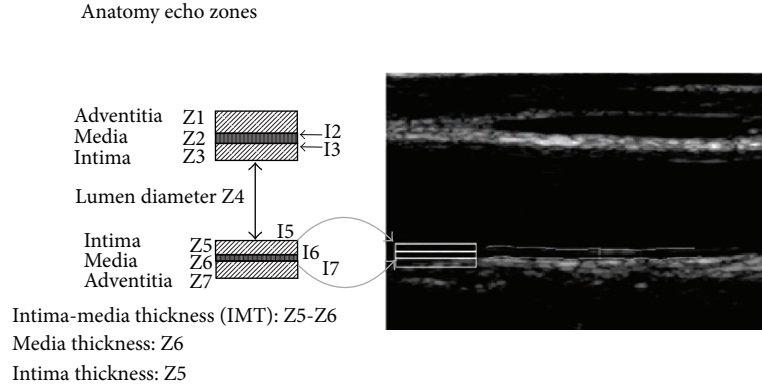 Anatomy echo zones
Adventitia Z1
Media Z2
Intima Z3
I2
I3
Lumen diameter Z4
I5
Intima Z5
Media Z6
Adventitia Z7
I6
I7
Intima-media thickness (IMT): Z5-Z6
Media thickness: Z6
Intima thickness: Z5